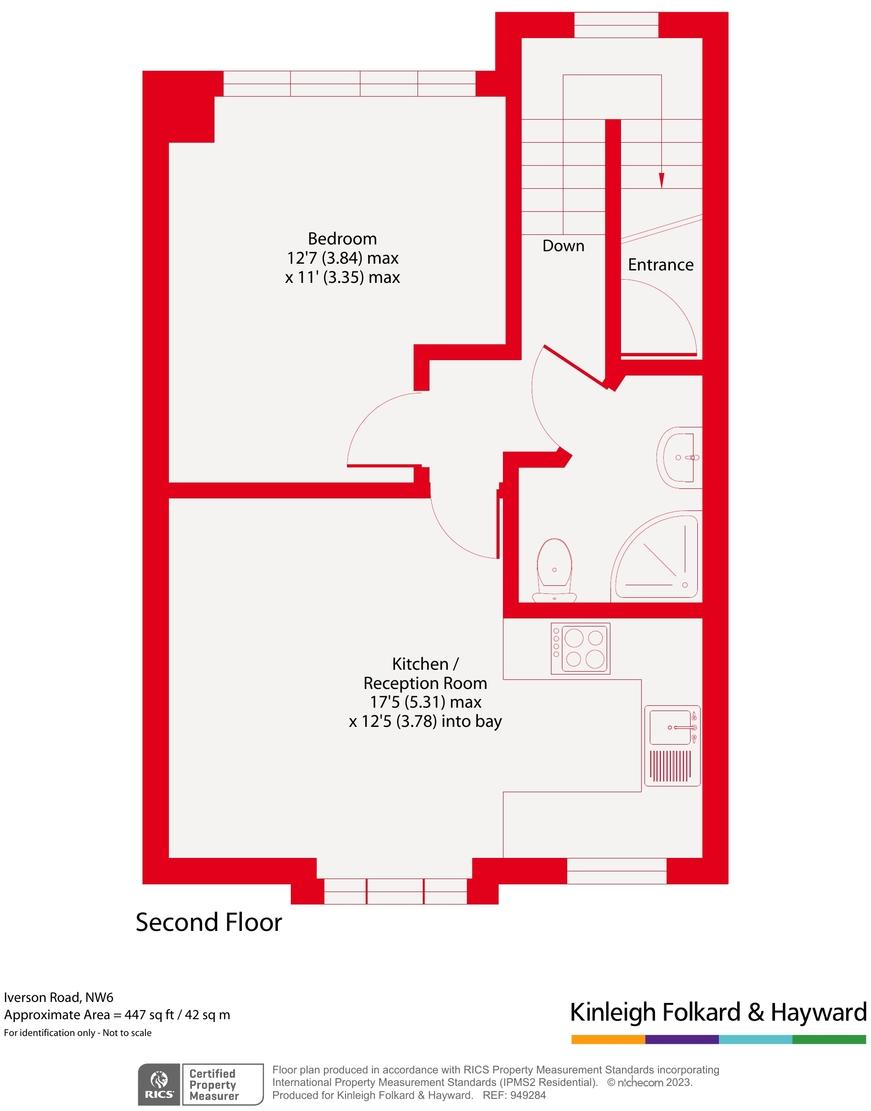 Bedroom
12'7 (3.84) max
x 11' (3.35) max
Down
Entrance
Kitchen /
Reception Room
17'5 (5.31) max
x 12'5 (3.78) into bay
Second Floor
Iverson Road, NW6
Approximate Area = 447 sq ft / 42 sq m
For identification only - Not to scale
Kinleigh Folkard & Hayward
RICS
Certified
Property
Measurer
Floor plan produced in accordance with RICS Property Measurement Standards incorporating
International Property Measurement Standards (IPMS2 Residential). © nichecom 2023.
Produced for Kinleigh Folkard & Hayward. REF: 949284